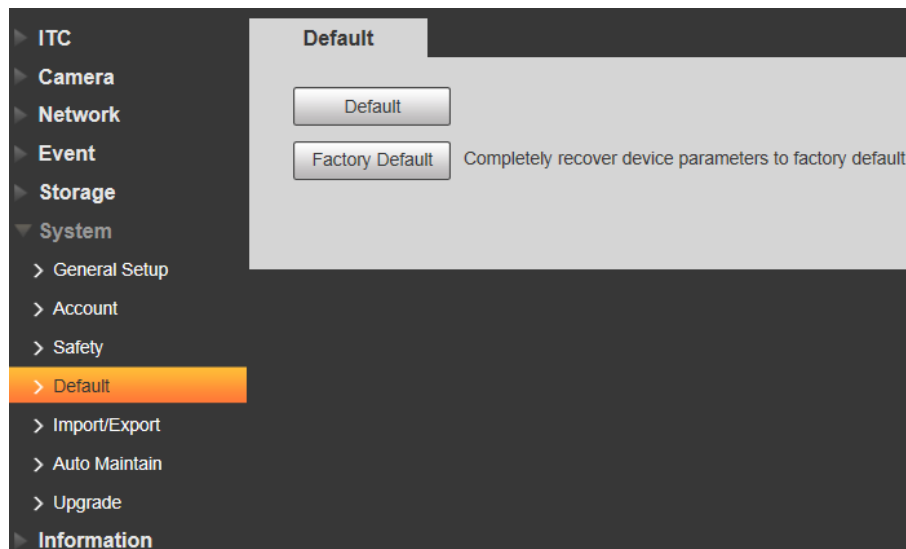 ITC
Camera
Network
Event
Storage
System
General Setup
Account
Safety
Default
Import/Export
Auto Maintain
Upgrade
Information
Default
Default
Factory Default Completely recover device parameters to factory default